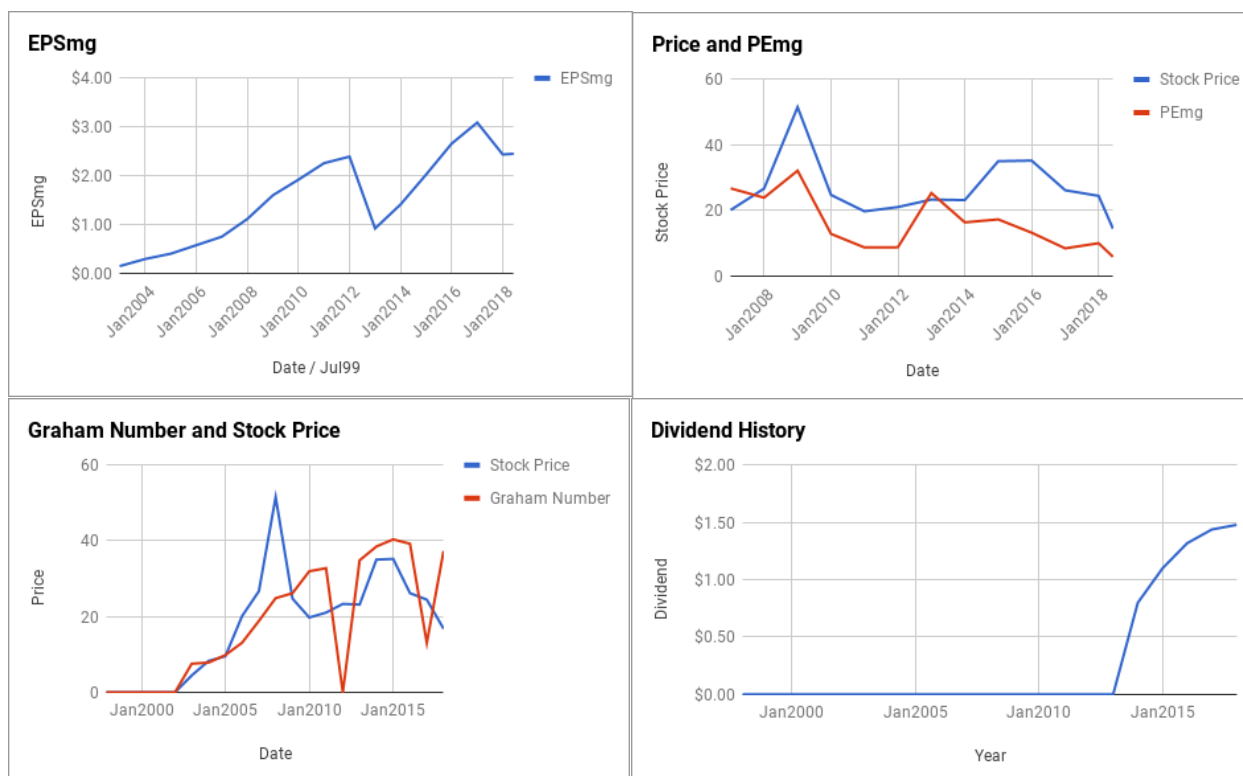 EPSmg
EPSmg
$4.00
$3.00
$2.00
$1.00
$0.00
EPSmg
Jan2004
Jan2006
Jan2008
Jan2010
Jan2012
Jan2014
Jan2016
Jan2018
Date / Jul99
Price and PEmg
Stock Price
PEmg
60
40
20
0
Stock Price
Jan2008
Jan2010
Jan2012
Jan2014
Jan2016
Jan2018
Date
Graham Number and Stock Price
Stock Price
Graham Number
60
40
20
0
Price
Jan2000
Jan2005
Jan2010
Jan2015
Date
Dividend History
$2.00
$1.50
$1.00
$0.50
$0.00
Dividend
Jan2000
Jan2005
Jan2010
Jan2015
Year